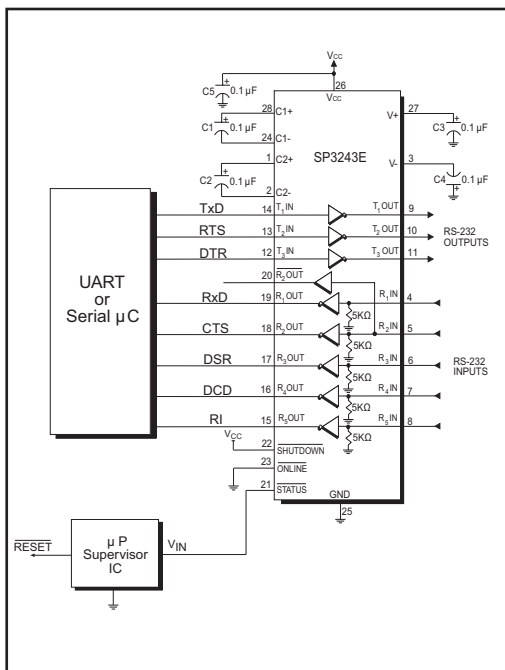 VCC
C5
+
0.1 µF
26
VCC
28
C1+
C1
+
0.1 µF
24
C1-
1
C2+
C2
+
0.1 µF
2
C2-
SP3243E
27
V+
C3
+
0.1 µF
3
V-
C4
+
0.1 µF
UART
or
Serial µC
TxD
14
T1IN
T1OUT
9
RTS
13
T2IN
T2OUT
10
DTR
12
T3IN
T3OUT
11
RS-232
OUTPUTS
20
R2OUT
RxD
19
R1OUT
R1IN
4
5KΩ
CTS
18
R2OUT
R2IN
5
5KΩ
DSR
17
R3OUT
R3IN
6
5KΩ
RS-232
INPUTS
DCD
16
R4OUT
R4IN
7
5KΩ
RI
15
R5OUT
R5IN
8
5KΩ
VCC
22
SHUTDOWN
23
ONLINE
21
STATUS
GND
25
RESET
µP
Supervisor
IC
VIN